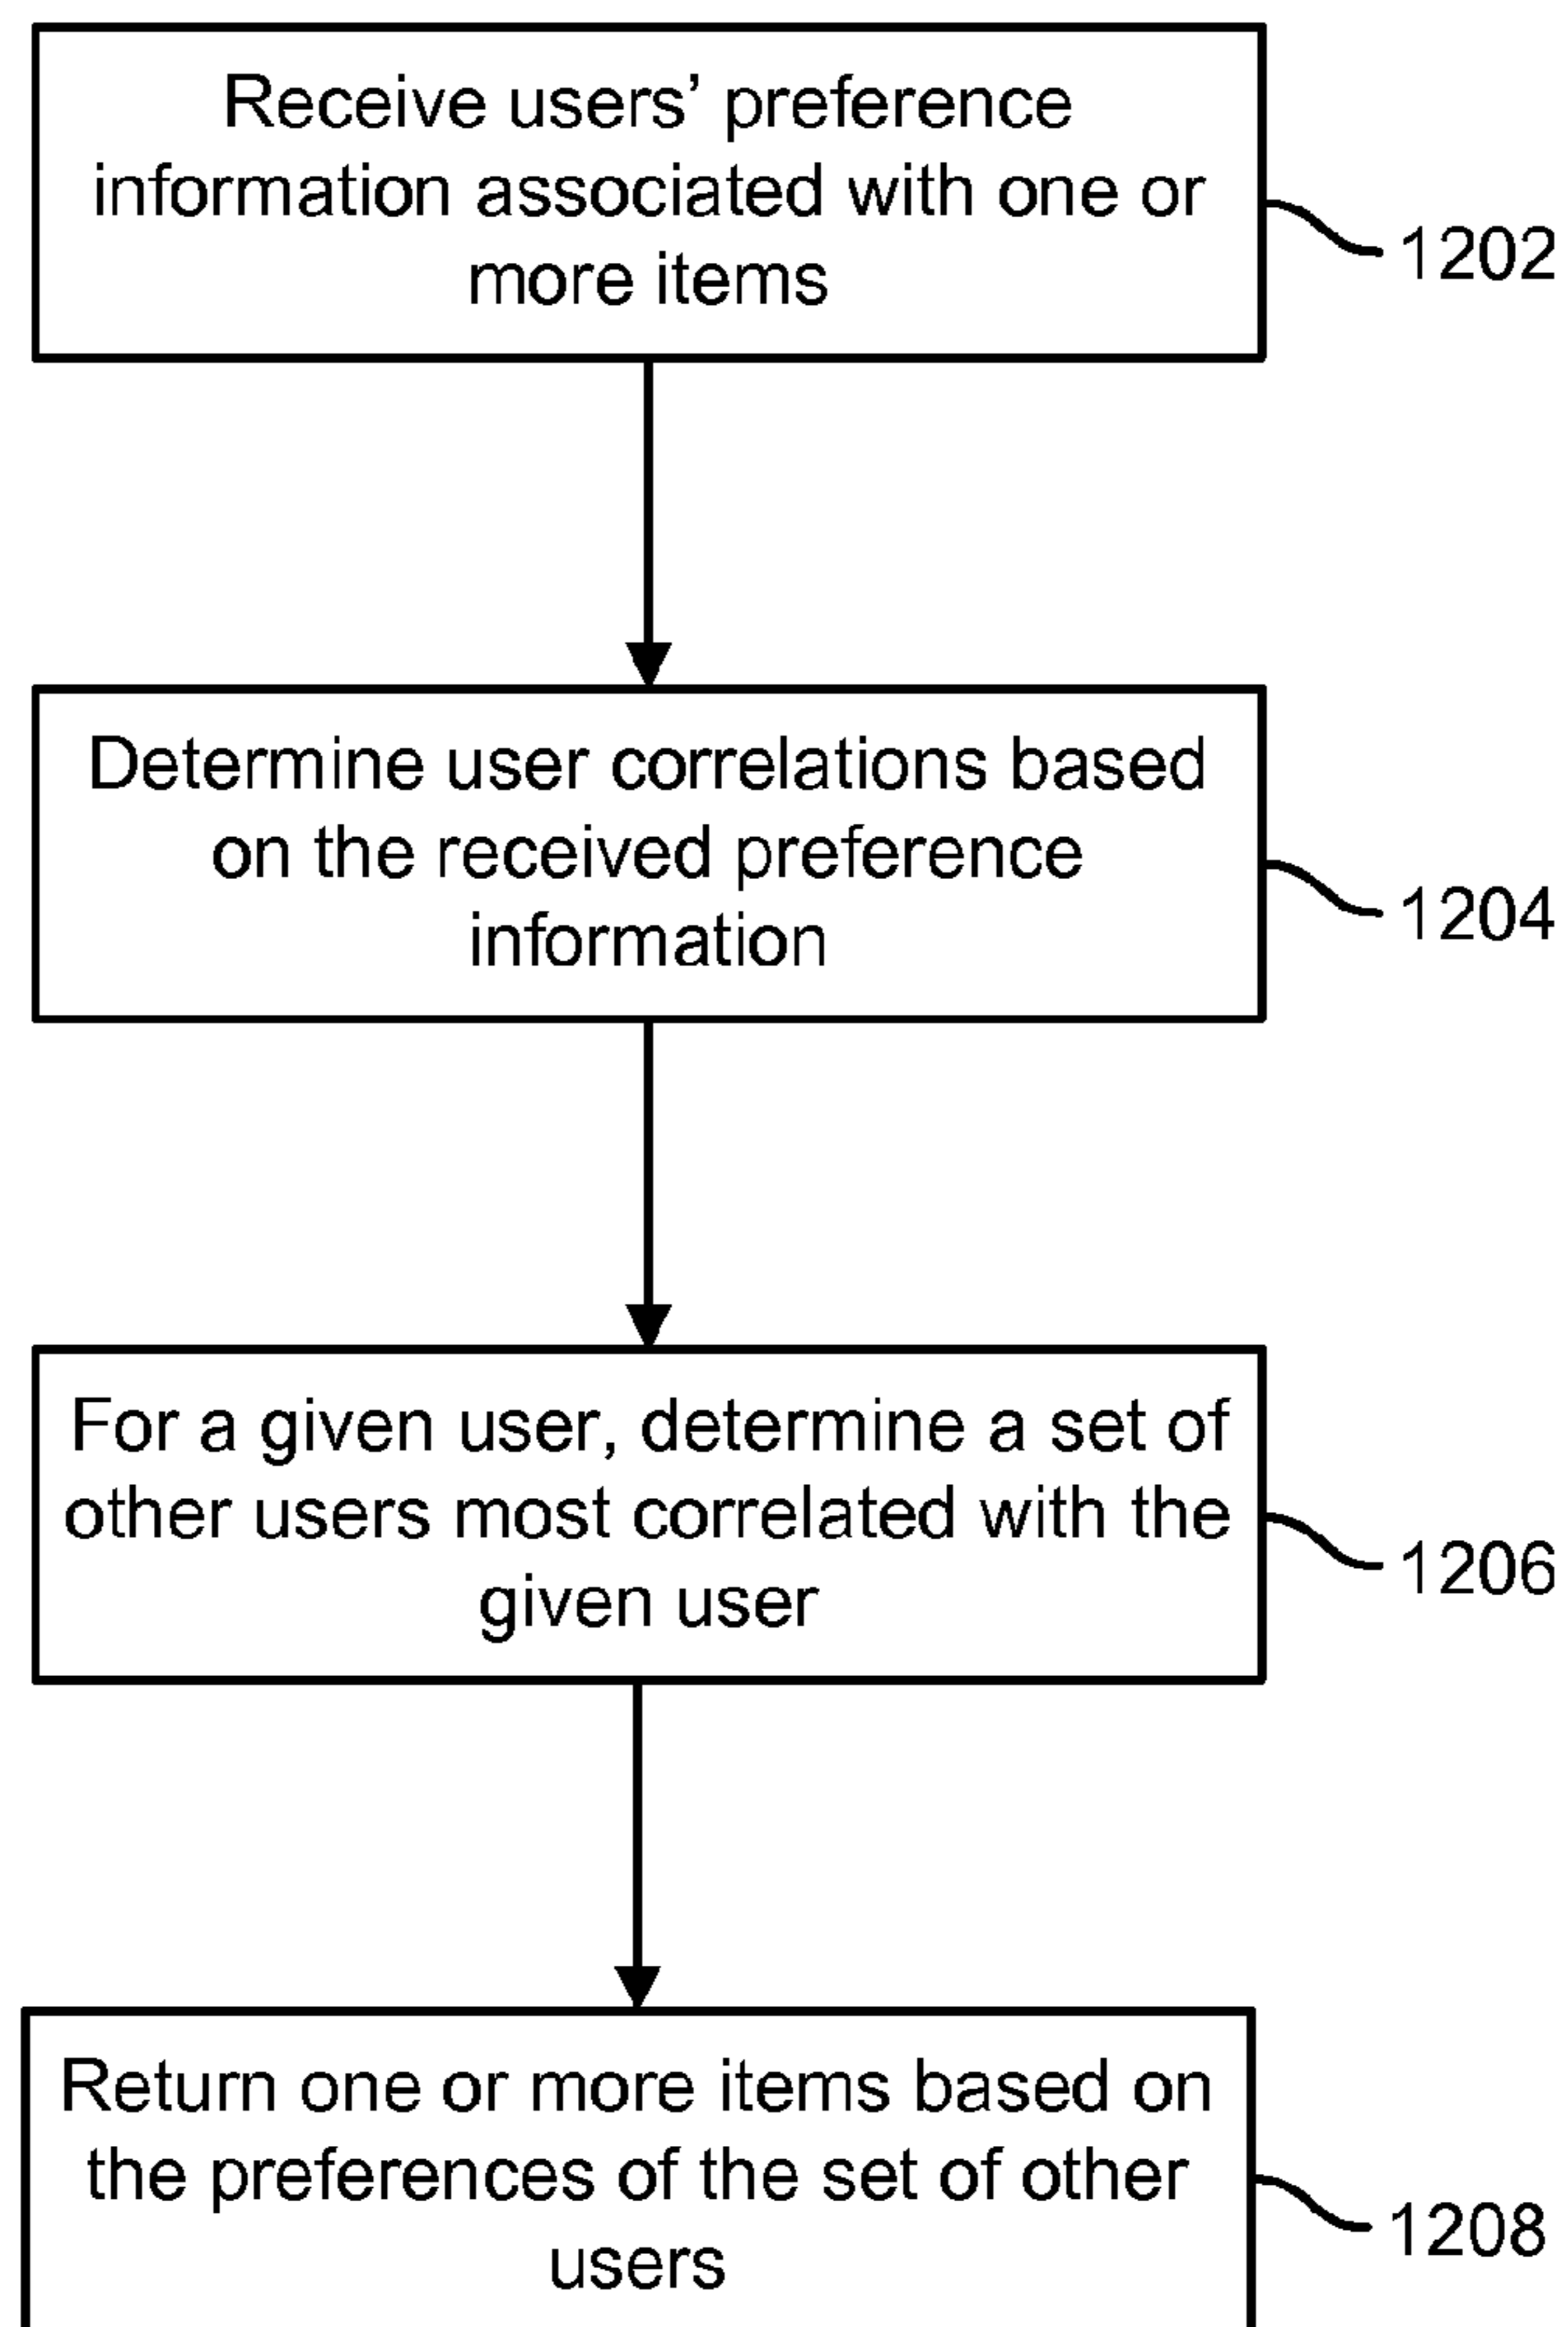 Receive users’ preference
information associated with one or
more items
1202
Determine user correlations based
on the received preference
information
1204
For a given user, determine a set of
other users most correlated with the
given user
1206
Return one or more items based on
the preferences of the set of other
users
1208